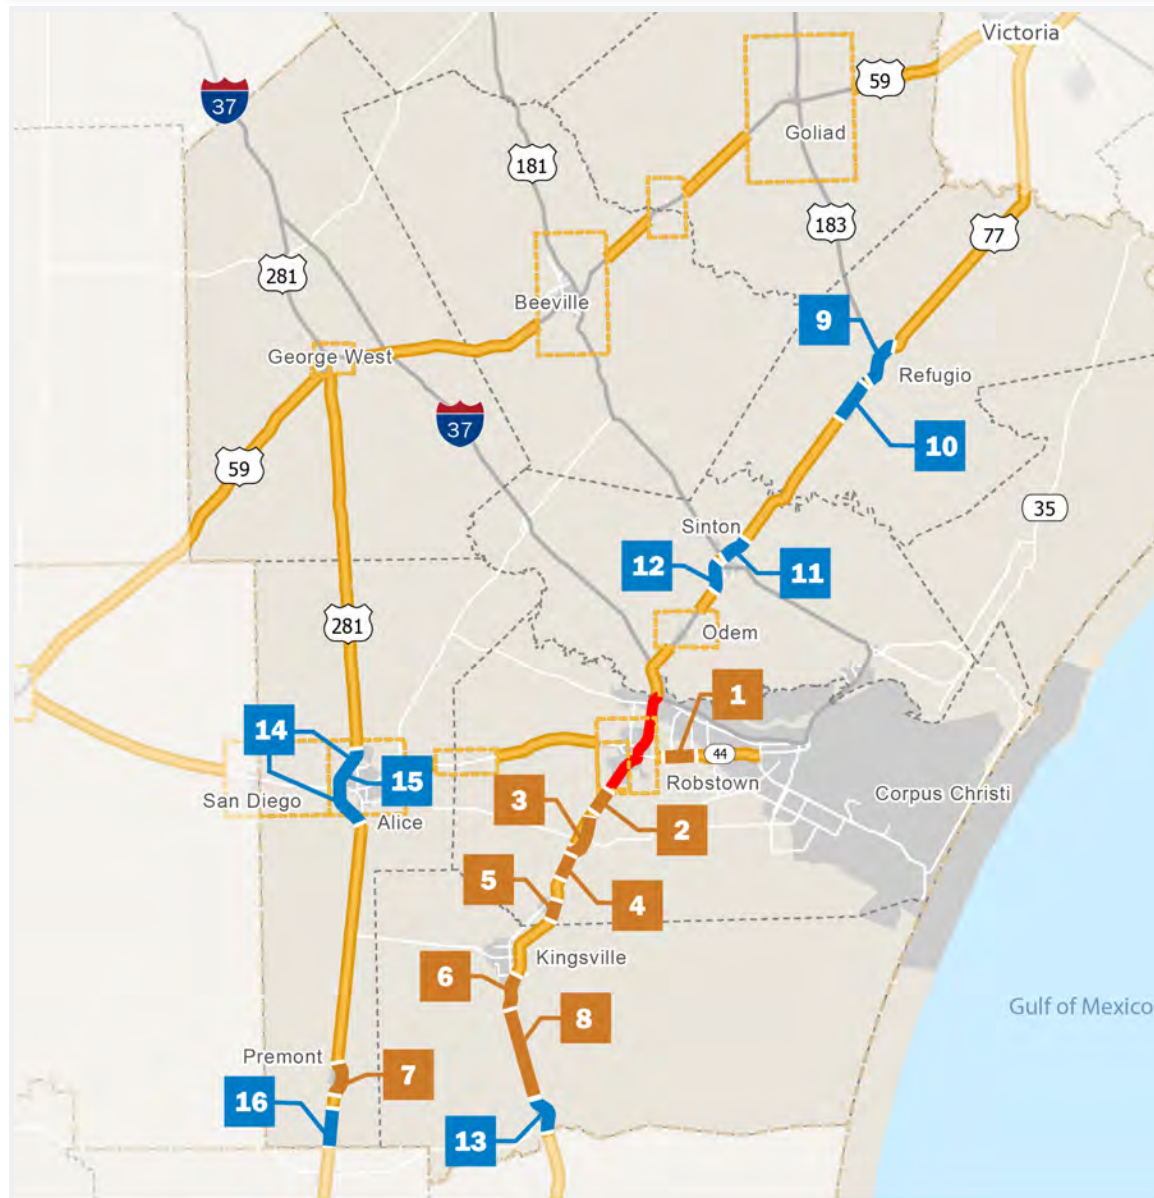 Victoria
59
37
Goliad
181
183
77
281
Beeville
9
George West
Refugio
37
10
59
35
Sinton
12
11
281
Odem
1
14
44
15
Robstown
San Diego
Corpus Christi
3
Alice
2
5
4
Kingsville
6
Gulf of Mexico
8
Premont
7
16
13